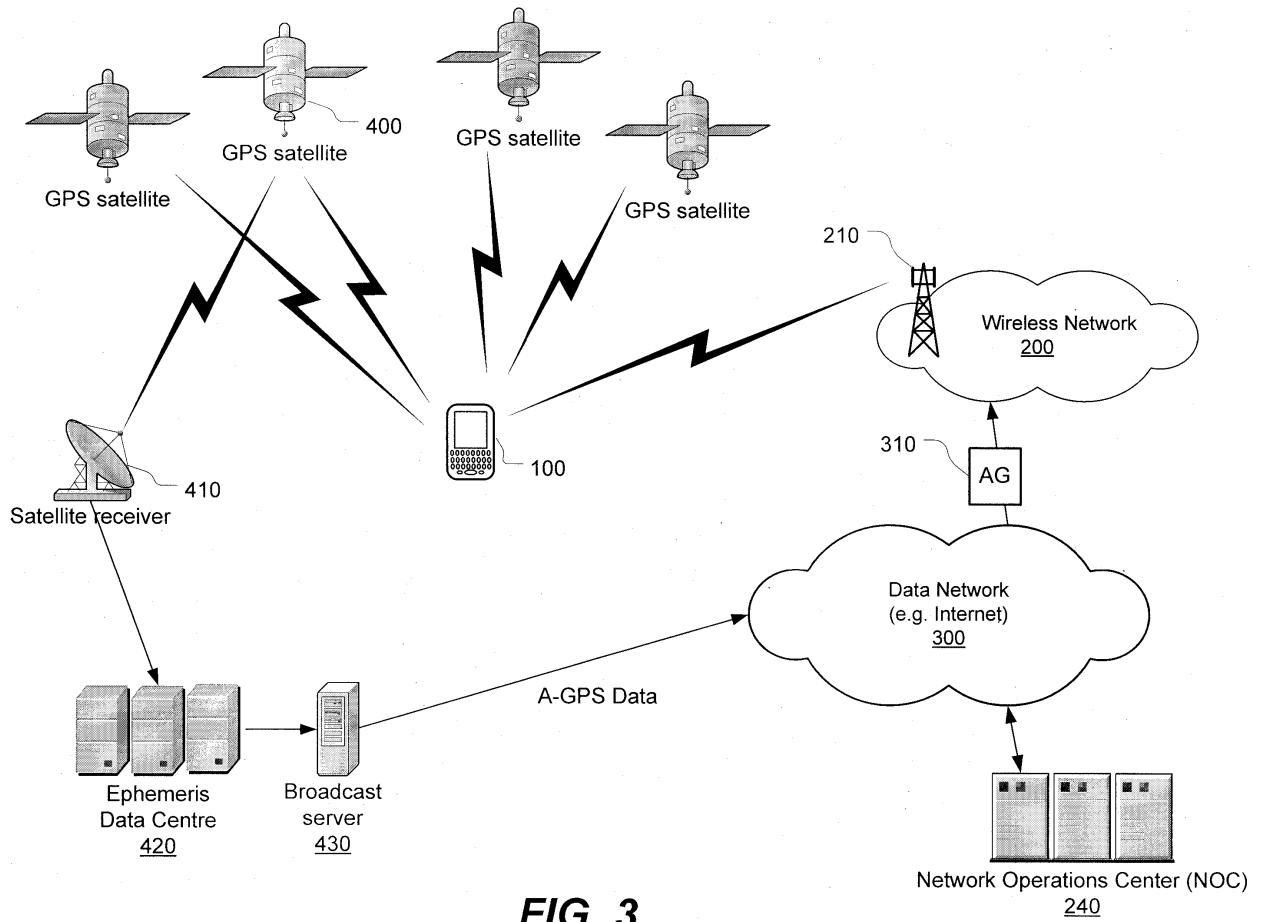 400
GPS satellite
GPS satellite
GPS satellite
GPS satellite
210
Wireless Network
200
310
AG
100
410
Satellite receiver
Data Network
(e.g. Internet)
300
A-GPS Data
Ephemeris
Data Centre
420
Broadcast
server
430
Network Operations Center (NOC)
240
FIG. 3